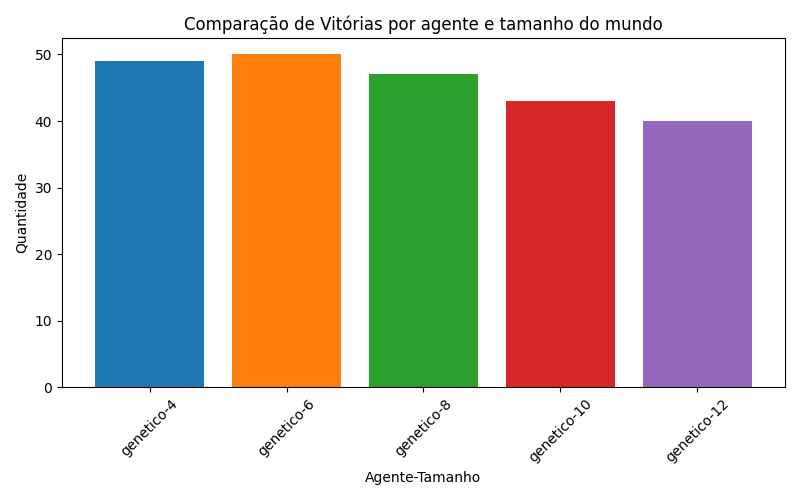 Comparação de Vitórias por agente e tamanho do mundo
Quantidade
50
40
30
20
10
0
genetico-4
genetico-6
genetico-8
genetico-10
genetico-12
Agente-Tamanho